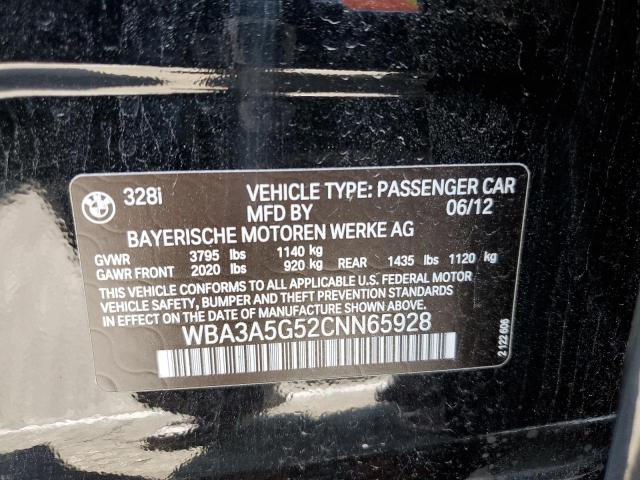 328i VEHICLE TYPE: PASSENGER CAR
MFD BY 06/12
BAYERISCHE MOTOREN WERKE AG
GVWR 3795 lbs 1140 kg
GAWR FRONT 2020 lbs 920 kg REAR 1435 lbs 1120 kg
THIS VEHICLE CONFORMS TO ALL APPLICABLE U.S. FEDERAL MOTOR
VEHICLE SAFETY, BUMPER AND THEFT PREVENTION STANDARDS
IN EFFECT ON THE DATE OF MANUFACTURE SHOWN ABOVE.
WBA3A5G52CNN65928
2 122 606